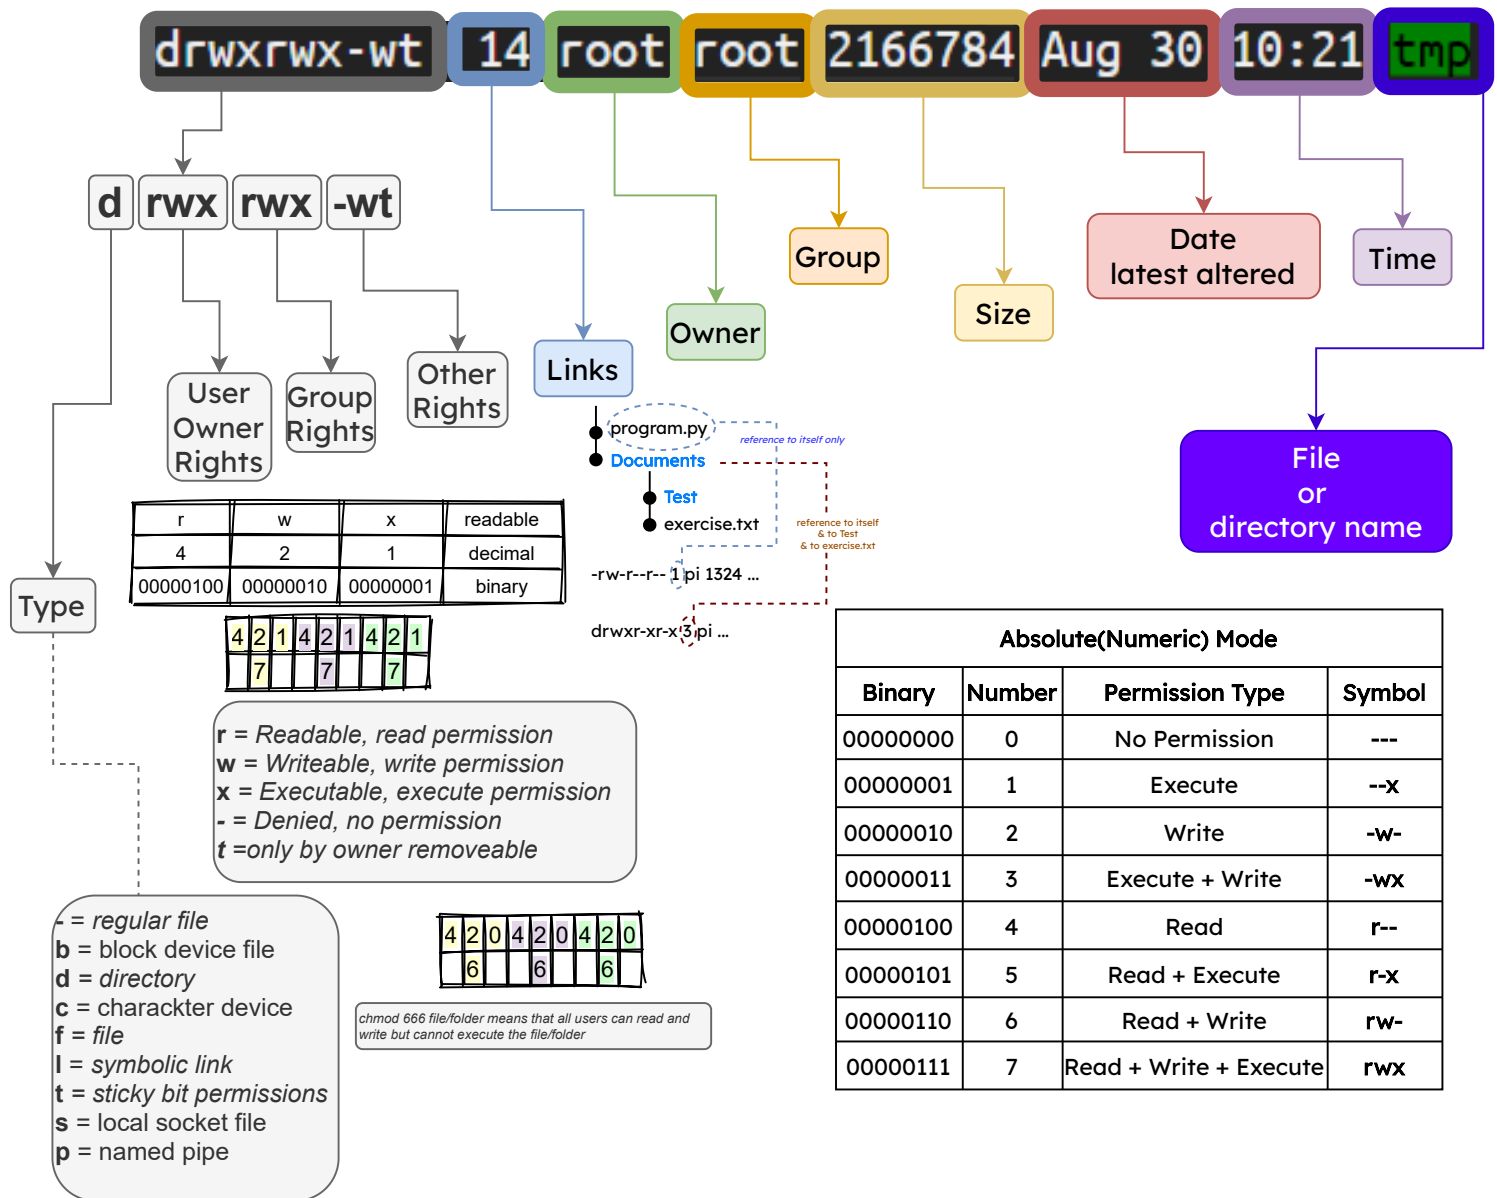 drwxrwx-wt 14 root root 2166784 Aug 30 10:21 tmp
d rwx rwx -wt
User
Owner
Rights
Group
Rights
Other
Rights
Links
Owner
Group
Size
Date
latest altered
Time
File
or
directory name
Type
program.py
Documents
Test
exercise.txt
reference to itself only
reference to itself
& to Test
& to exercise.txt
-rw-r--r-- 1 pi 1324 ...
drwxr-xr-x 3 pi ...
r w x readable
4 2 1 decimal
00000100 00000010 00000001 binary
4 2 1 4 2 1 4 2 1
7 7 7
r = Readable, read permission
w = Writeable, write permission
x = Executable, execute permission
- = Denied, no permission
t =only by owner removeable
- = regular file
b = block device file
d = directory
c = charackter device
f = file
l = symbolic link
t = sticky bit permissions
s = local socket file
p = named pipe
4 2 0 4 2 0 4 2 0
6 6 6
chmod 666 file/folder means that all users can read and
write but cannot execute the file/folder
Absolute(Numeric) Mode
Binary Number Permission Type Symbol
00000000 0 No Permission ---
00000001 1 Execute --x
00000010 2 Write -w-
00000011 3 Execute + Write -wx
00000100 4 Read r--
00000101 5 Read + Execute r-x
00000110 6 Read + Write rw-
00000111 7 Read + Write + Execute rwx